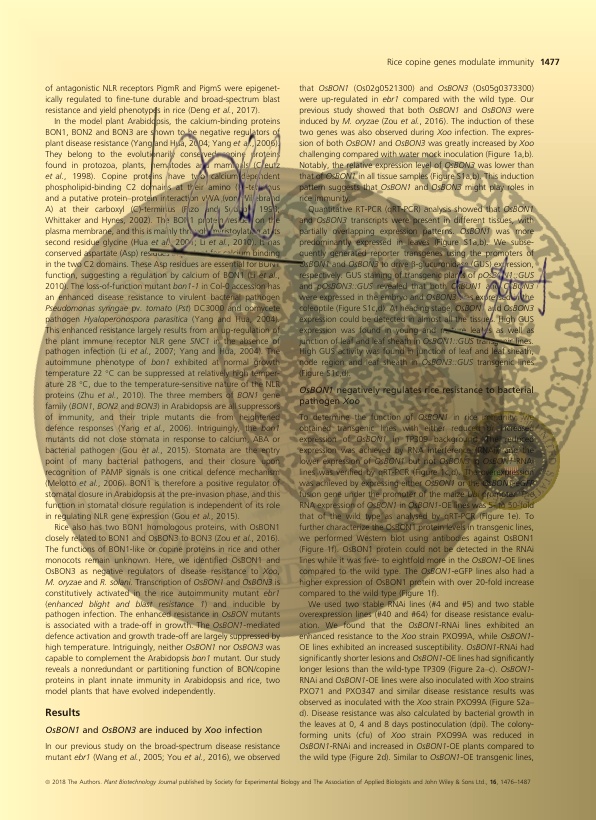 Rice copine genes modulate immunity 1477
of antagonistic NLR receptors PigmR and PigmS were epigenet-
ically regulated to fine-tune durable and broad-spectrum blast
resistance and yield phenotypes in rice (Deng et al., 2017).
In the model plant Arabidopsis, the calcium-binding proteins
BON1, BON2 and BON3 are shown to be negative regulators of
plant disease resistance (Yang and Hua, 2004; Yang et al., 2006).
They belong to the evolutionarily conserved copine proteins
found in protozoa, plants, nematodes and mammals (Creutz
et al., 1998). Copine proteins have two calcium-dependent
phospholipid-binding C2 domains at their amino
and a putative protein–protein interaction VWA (von
A) at their carboxyl (C)-terminus
Whittaker and Hynes, 2002). The BON1 protein on the
plasma membrane, and this is mainly the myristoylation
second residue glycine (Hua Li et al., 2010). It has
conserved aspartate (Asp) residues binding
in the two C2 domains. These Asp residues are essential for BON1
function, suggesting a regulation by calcium of BON1 (Li et al.,
2010). The loss-of-function mutant bon1-1 in Col-0 accession has
an enhanced disease resistance to virulent bacterial pathogen
Pseudomonas syringae pv. tomato (Pst) DC3000 and oomycete
pathogen Hyaloperonospora parasitica (Yang and Hua, 2004).
This enhanced resistance largely results from an up-regulation of
the plant immune receptor NLR gene SNC1 in the absence of
pathogen infection (Li et al., 2007; Yang and Hua, 2004). The
autoimmune phenotype of bon1 exhibited at normal growth
temperature 22 °C can be suppressed at relatively high temper-
ature 28 °C, due to the temperature-sensitive nature of the NLR
proteins (Zhu et al., 2010). The three members of BON1 gene
family (BON1, BON2 and BON3) in Arabidopsis are all suppressors
of immunity, and their triple mutants die from heightened
defence responses (Yang et al., 2006). Intriguingly, the bon1
mutants did not close stomata in response to calcium, ABA or
bacterial pathogen (Gou et al., 2015). Stomata are the entry
point of many bacterial pathogens, and their closure upon
recognition of PAMP signals is one critical defence mechanism
(Melotto et al., 2006). BON1 is therefore a positive regulator of
stomatal closure in Arabidopsis at the pre-invasion phase, and this
function in stomatal closure regulation is independent of its role
in regulating NLR gene expression (Gou et al., 2015).
Rice also has two BON1 homologous proteins, with OsBON1
closely related to BON1 and OsBON3 to BON3 (Zou et al., 2016).
The functions of BON1-like or copine proteins in rice and other
monocots remain unknown. Here, we identified OsBON1 and
OsBON3 as negative regulators of disease resistance to Xoo,
M. oryzae and R. solani. Transcription of OsBON1 and OsBON3 is
constitutively activated in the rice autoimmunity mutant ebr1
(enhanced blight and blast resistance 1) and inducible by
pathogen infection. The enhanced resistance in OsBON mutants
is associated with a trade-off in growth. The OsBON1-mediated
defence activation and growth trade-off are largely suppressed by
high temperature. Intriguingly, neither OsBON1 nor OsBON3 was
capable to complement the Arabidopsis bon1 mutant. Our study
reveals a nonredundant or partitioning function of BON/copine
proteins in plant innate immunity in Arabidopsis and rice, two
model plants that have evolved independently.
Results
OsBON1 and OsBON3 are induced by Xoo infection
In our previous study on the broad-spectrum disease resistance
mutant ebr1 (Wang et al., 2005; You et al., 2016), we observed
that OsBON1 (Os02g0521300) and OsBON3 (Os05g0373300)
were up-regulated in ebr1 compared with the wild type. Our
previous study showed that both OsBON1 and OsBON3 were
induced by M. oryzae (Zou et al., 2016). The induction of these
two genes was also observed during Xoo infection. The expres-
sion of both OsBON1 and OsBON3 was greatly increased by Xoo
challenging compared with water mock inoculation (Figure 1a,b).
Notably, the relative expression level of OsBON3 was lower than
that of OsBON1 in all tissue samples (Figure S1a,b). This induction
pattern suggests that OsBON1 and OsBON3 might play roles in
rice immunity.
Quantitative RT-PCR (qRT-PCR) analysis showed that OsBON1
and OsBON3 transcripts were present in different tissues, with
partially overlapping expression patterns. OsBON1 was more
predominantly expressed in leaves (Figure S1a,b). We subse-
quently generated reporter transgenes using the promoters of
OsBON1 and OsBON3 to drive β-glucuronidase (GUS) expression,
respectively. GUS staining of transgenic plants of pOsBON1::GUS
and pOsBON3::GUS revealed that both OsBON1 and OsBON3
were expressed in the embryo and OsBON3 is expressed
coleoptile (Figure S1c,d). At heading stage, OsBON1 and OsBON3
expression could be detected in almost all the tissues. High GUS
expression was found in young and mature leaves as well as
junction of leaf and leaf sheath in OsBON1::GUS transgenic lines.
High GUS activity was found in junction of leaf and leaf sheath,
node region and leaf sheath in OsBON3::GUS transgenic lines
(Figure S1c,d).
OsBON1 negatively regulates rice resistance to bacterial
pathogen Xoo
To determine the function of OsBON1 in rice immunity, we
obtained transgenic lines with either reduced or increased
expression of OsBON1 in TP309 background. The reduced
expression was achieved by RNA interference (RNAi), and the
lower expression of OsBON1 but not OsBON3 in OsBON1-RNAi
lines was verified by qRT-PCR (Figure 1c,d). The overexpression
was achieved by expressing either OsBON1 or the OsBON1-eGFP
fusion gene under the promoter of the maize Ubi promoter. The
RNA expression of OsBON1 in OsBON1-OE lines was 5- to 50-fold
that of the wild type as analysed by qRT-PCR (Figure 1e). To
further characterize the OsBON1 protein levels in transgenic lines,
we performed Western blot using antibodies against OsBON1
(Figure 1f). OsBON1 protein could not be detected in the RNAi
lines while it was five- to eightfold more in the OsBON1-OE lines
compared to the wild type. The OsBON1-eGFP lines also had a
higher expression of OsBON1 protein with over 20-fold increase
compared to the wild type (Figure 1f).
We used two stable RNAi lines (#4 and #5) and two stable
overexpression lines (#40 and #64) for disease resistance evalu-
ation. We found that the OsBON1-RNAi lines exhibited an
enhanced resistance to the Xoo strain PXO99A, while OsBON1-
OE lines exhibited an increased susceptibility. OsBON1-RNAi had
significantly shorter lesions and OsBON1-OE lines had significantly
longer lesions than the wild-type TP309 (Figure 2a–c). OsBON1-
RNAi and OsBON1-OE lines were also inoculated with Xoo strains
PXO71 and PXO347 and similar disease resistance results was
observed as inoculated with the Xoo strain PXO99A (Figure S2a–
d). Disease resistance was also calculated by bacterial growth in
the leaves at 0, 4 and 8 days postinoculation (dpi). The colony-
forming units (cfu) of Xoo strain PXO99A was reduced in
OsBON1-RNAi and increased in OsBON1-OE plants compared to
the wild type (Figure 2d). Similar to OsBON1-OE transgenic lines,
© 2018 The Authors. Plant Biotechnology Journal published by Society for Experimental Biology and The Association of Applied Biologists and John Wiley & Sons Ltd., 16, 1476–1487